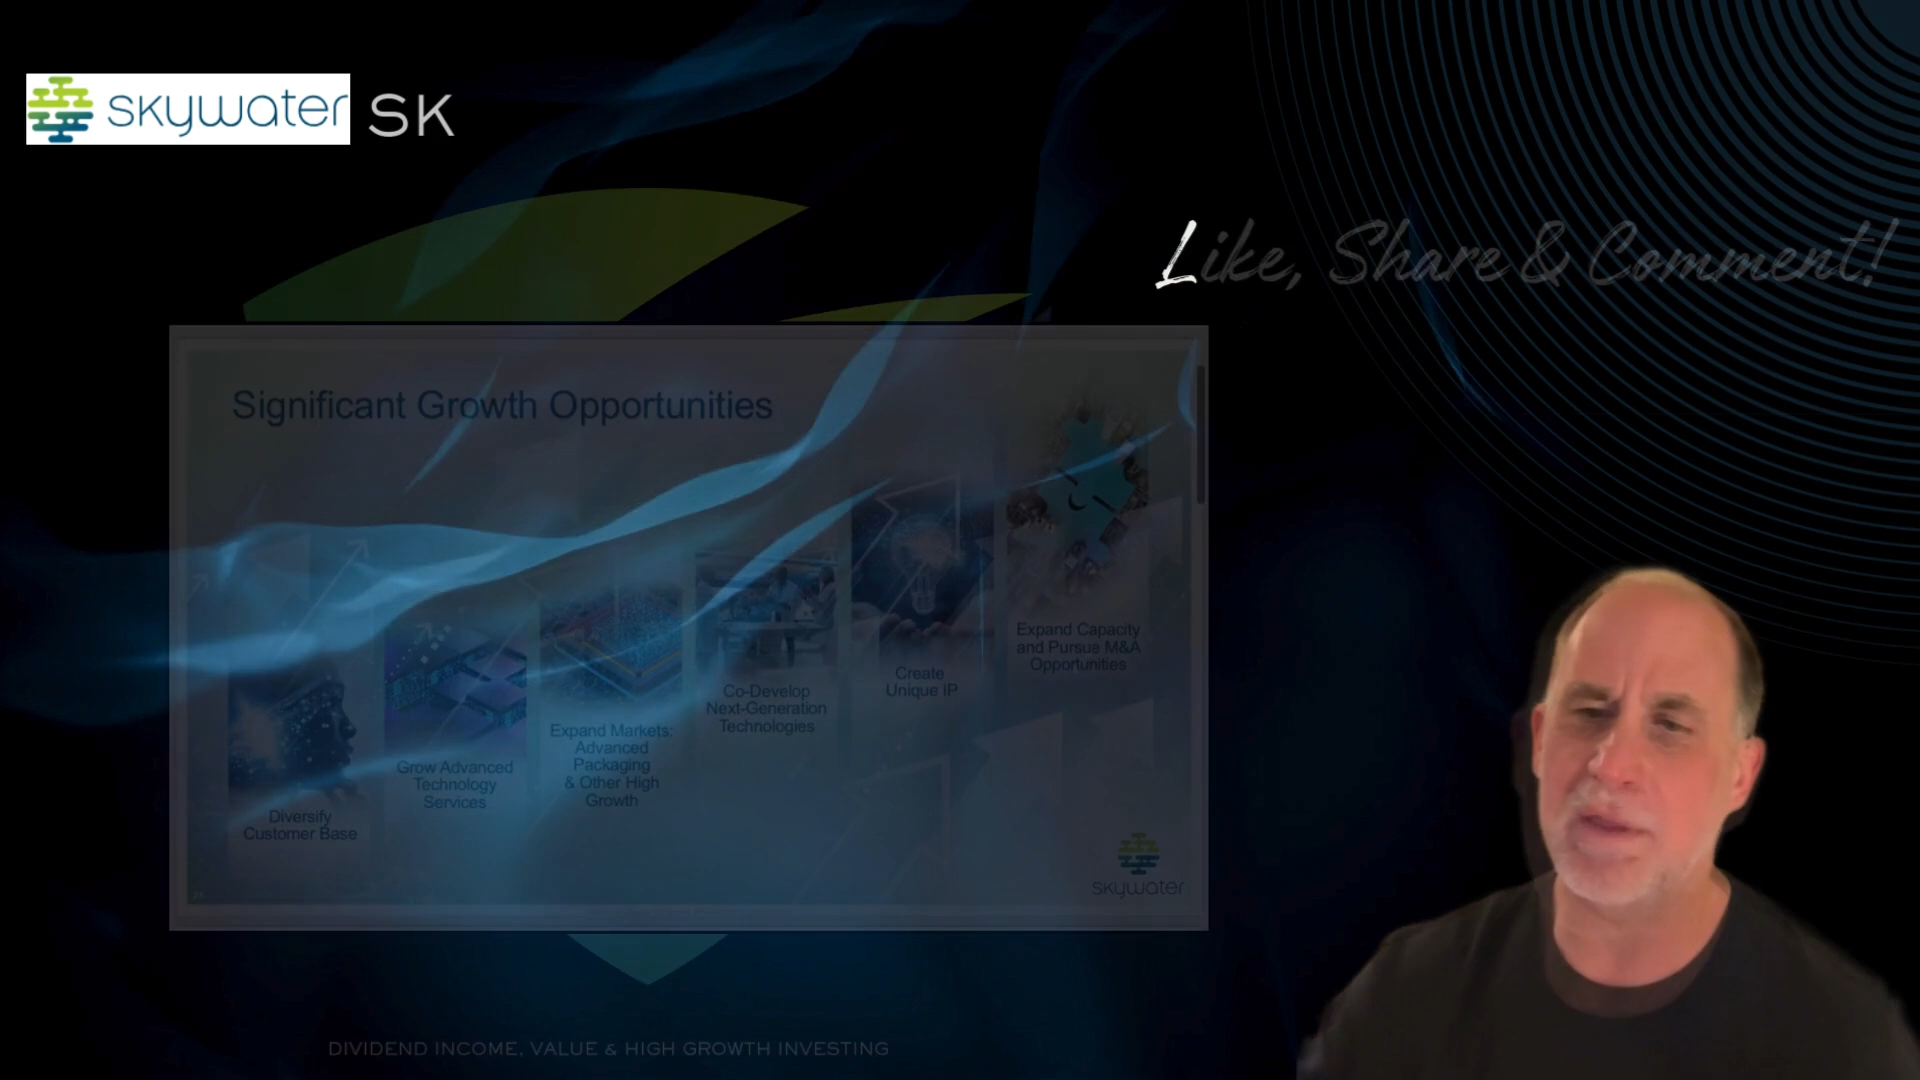 skywater SK
Like, Share & Comment!
Significant Growth Opportunities
Expand Capacity
and Pursue M&A
Opportunities
Create
Unique IP
Co-Develop
Next-Generation
Technologies
Expand Markets:
Advanced
Packaging
& Other High
Growth
Grow Advanced
Technology
Services
Diversify
Customer Base
skywater
DIVIDEND INCOME, VALUE & HIGH GROWTH INVESTING